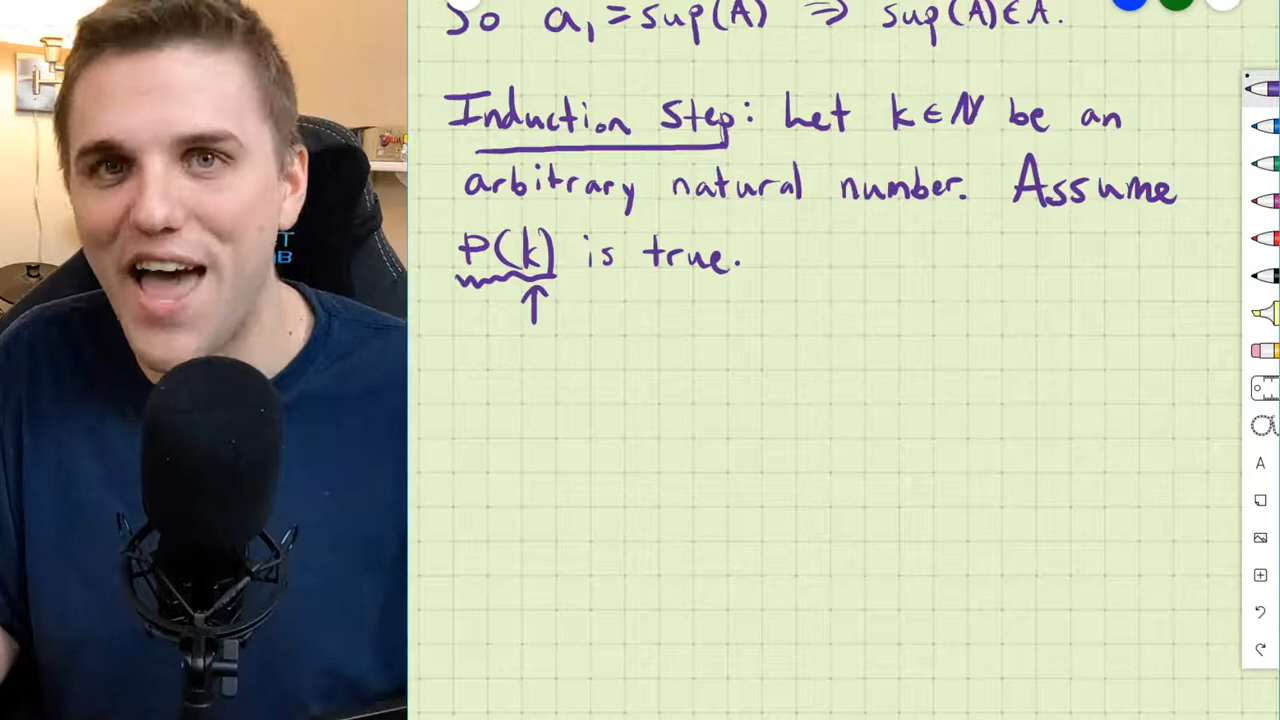 So a₁ = sup(A) ⇒ sup(A) ∈ A.
Induction Step: Let k ∈ N be an
arbitrary natural number. Assume
P(k) is true.
A